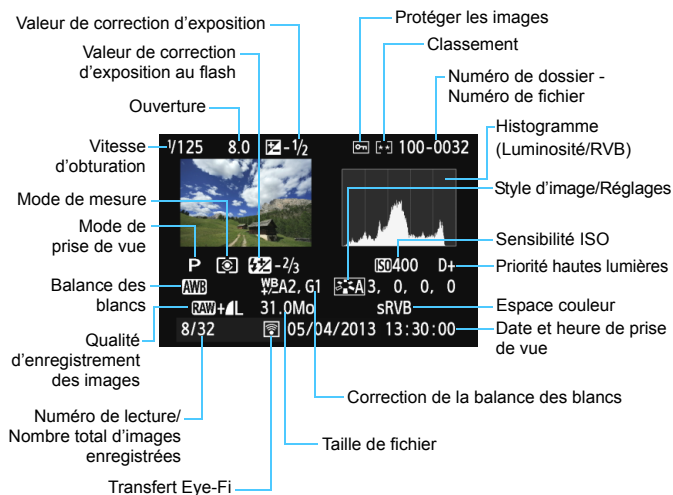 Valeur de correction d'exposition
Protéger les images
Valeur de correction
d'exposition au flash
Classement
Numéro de dossier -
Numéro de fichier
Ouverture
Histogramme
(Luminosité/RVB)
Vitesse
d'obturation
1/125 8.0 -1/2 100-0032
Style d'image/Réglages
Mode de mesure
Mode de
prise de vue
Sensibilité ISO
P -2/3 ISO400 D+
Priorité hautes lumières
Balance des
blancs
AWB WB+/-A2, G1 A3, 0, 0, 0
RAW+L 31.0Mo sRVB
Espace couleur
8/32 05/04/2013 13:30:00
Date et heure de prise
de vue
Qualité
d'enregistrement
des images
Correction de la balance des blancs
Numéro de lecture/
Nombre total d'images
enregistrées
Taille de fichier
Transfert Eye-Fi